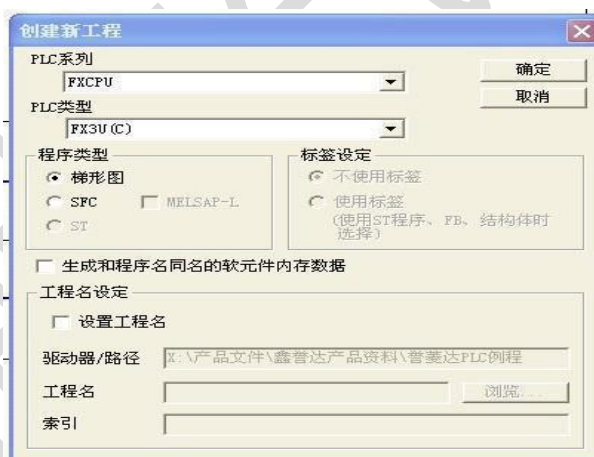 创建新工程
PLC系列
FXCPU
确定
取消
PLC类型
FX3U(C)
程序类型
梯形图
SFC
MELSAP-L
ST
标签设定
不使用标签
使用标签
(使用ST程序、FB、结构体时
选择)
生成和程序名同名的软元件内存数据
工程名设定
设置工程名
驱动器/路径
X:\产品文件\鑫誉达产品资料\誉菱达PLC例程
工程名
浏览...
索引